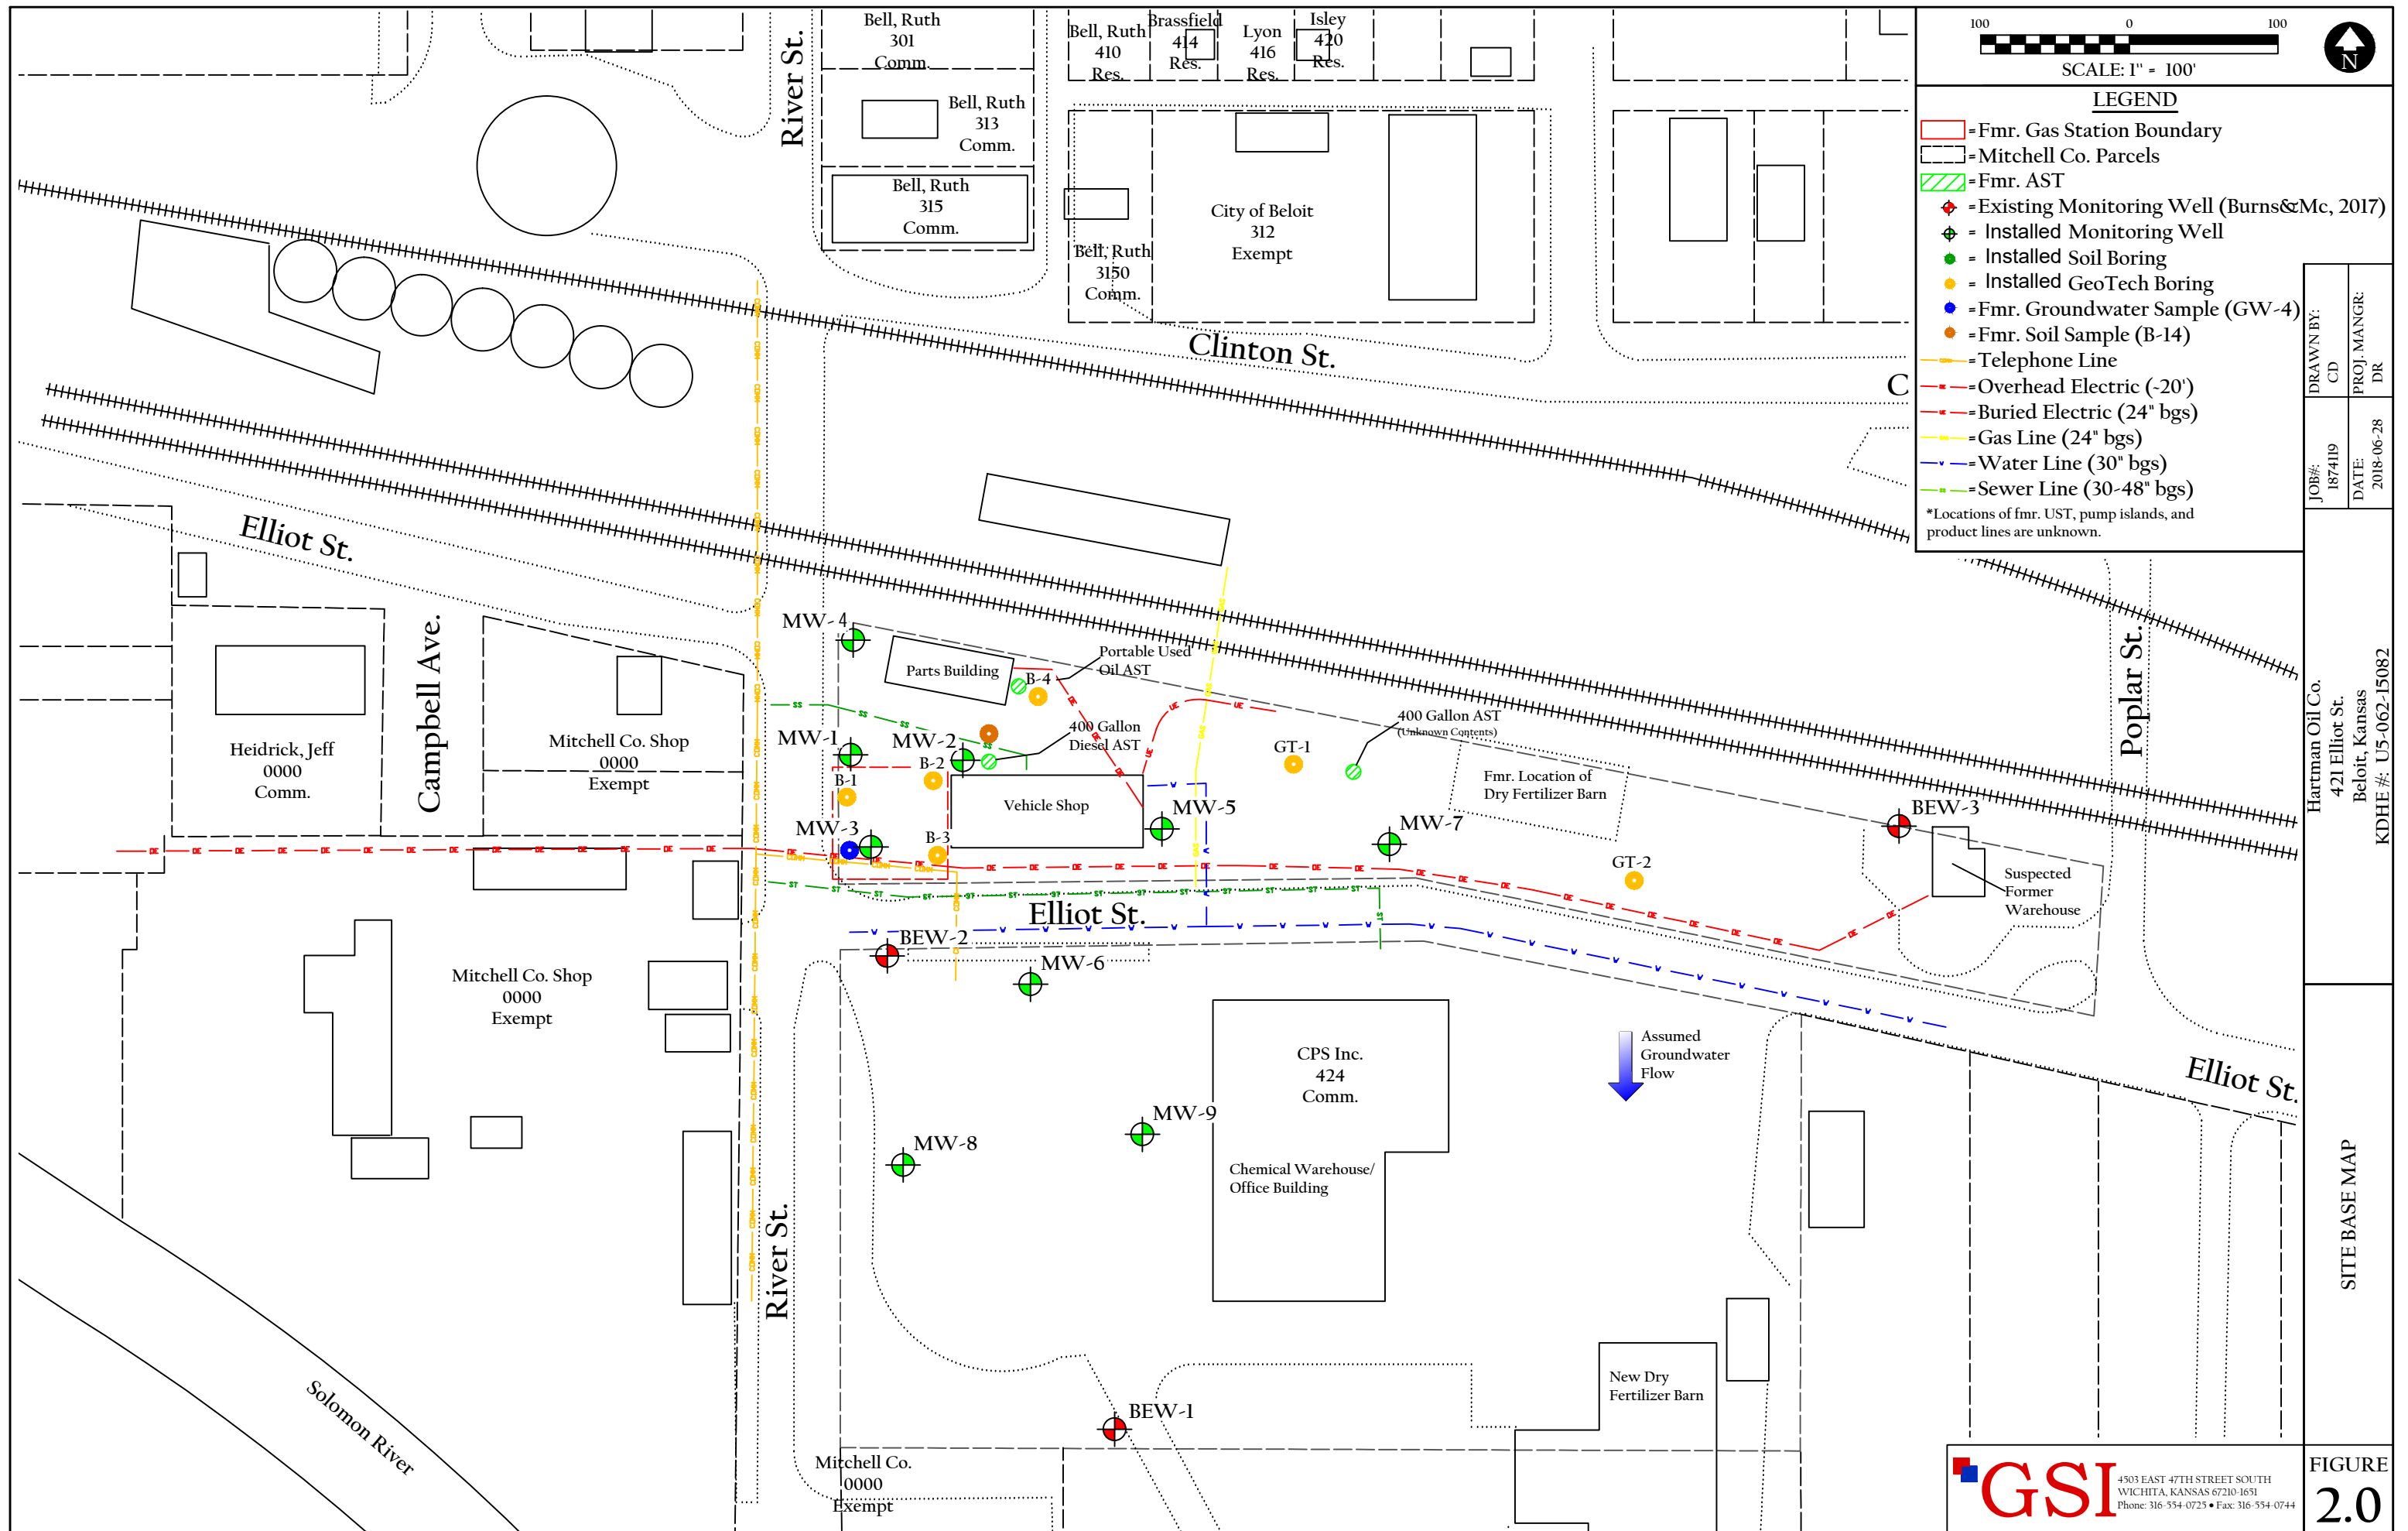 Bell, Ruth
301
Comm.
Bell, Ruth
313
Comm.
Bell, Ruth
315
Comm.
River St.
Bell, Ruth
410
Res.
Brassfield
414
Res.
Lyon
416
Res.
Isley
420
Res.
City of Beloit
312
Exempt
Bell, Ruth
3150
Comm.
Clinton St.
C
100 0 100
SCALE: 1" = 100'
N
LEGEND
=Fmr. Gas Station Boundary
=Mitchell Co. Parcels
=Fmr. AST
=Existing Monitoring Well (Burns&Mc, 2017)
= Installed Monitoring Well
= Installed Soil Boring
= Installed GeoTech Boring
=Fmr. Groundwater Sample (GW-4)
=Fmr. Soil Sample (B-14)
=Telephone Line
=Overhead Electric (~20')
=Buried Electric (24" bgs)
=Gas Line (24" bgs)
=Water Line (30" bgs)
=Sewer Line (30-48" bgs)
*Locations of fmr. UST, pump islands, and
product lines are unknown.
DRAWN BY:
CD
PROJ. MANGR:
DR
JOB#:
1874119
DATE:
2018-06-28
Hartman Oil Co.
421 Elliot St.
Beloit, Kansas
KDHE #: U5-062-15082
SITE BASE MAP
FIGURE
2.0
Elliot St.
Campbell Ave.
Heidrick, Jeff
0000
Comm.
Mitchell Co. Shop
0000
Exempt
MW-4
Parts Building
Portable Used
Oil AST
B-4
400 Gallon
Diesel AST
MW-1
MW-2
B-1
B-2
Vehicle Shop
MW-3
B-3
MW-5
GT-1
400 Gallon AST
(Unknown Contents)
Fmr. Location of
Dry Fertilizer Barn
MW-7
GT-2
BEW-3
Suspected
Former
Warehouse
Poplar St.
Elliot St.
BEW-2
MW-6
Mitchell Co. Shop
0000
Exempt
CPS Inc.
424
Comm.
Chemical Warehouse/
Office Building
Assumed
Groundwater
Flow
Elliot St.
MW-9
MW-8
River St.
Solomon River
BEW-1
New Dry
Fertilizer Barn
Mitchell Co.
0000
Exempt
GSI
4503 EAST 47TH STREET SOUTH
WICHITA, KANSAS 67210-1651
Phone: 316-554-0725 • Fax: 316-554-0744